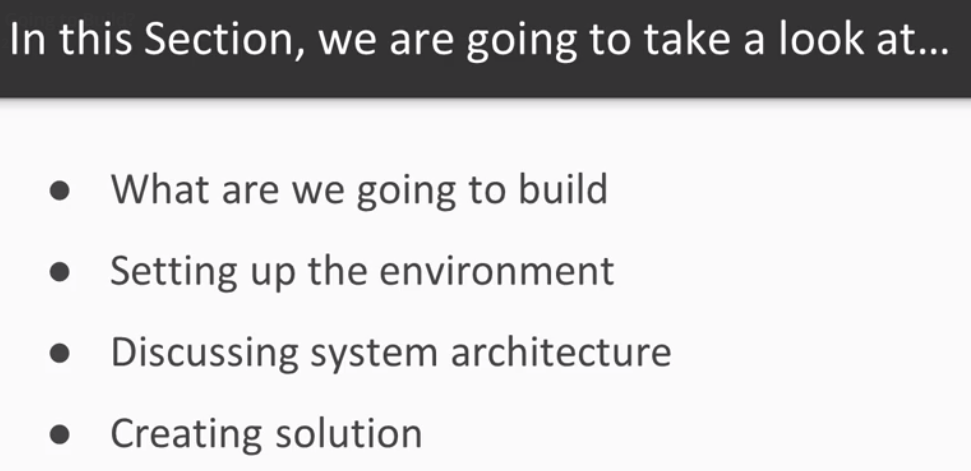 In this Section, we are going to take a look at...
● What are we going to build
● Setting up the environment
● Discussing system architecture
● Creating solution